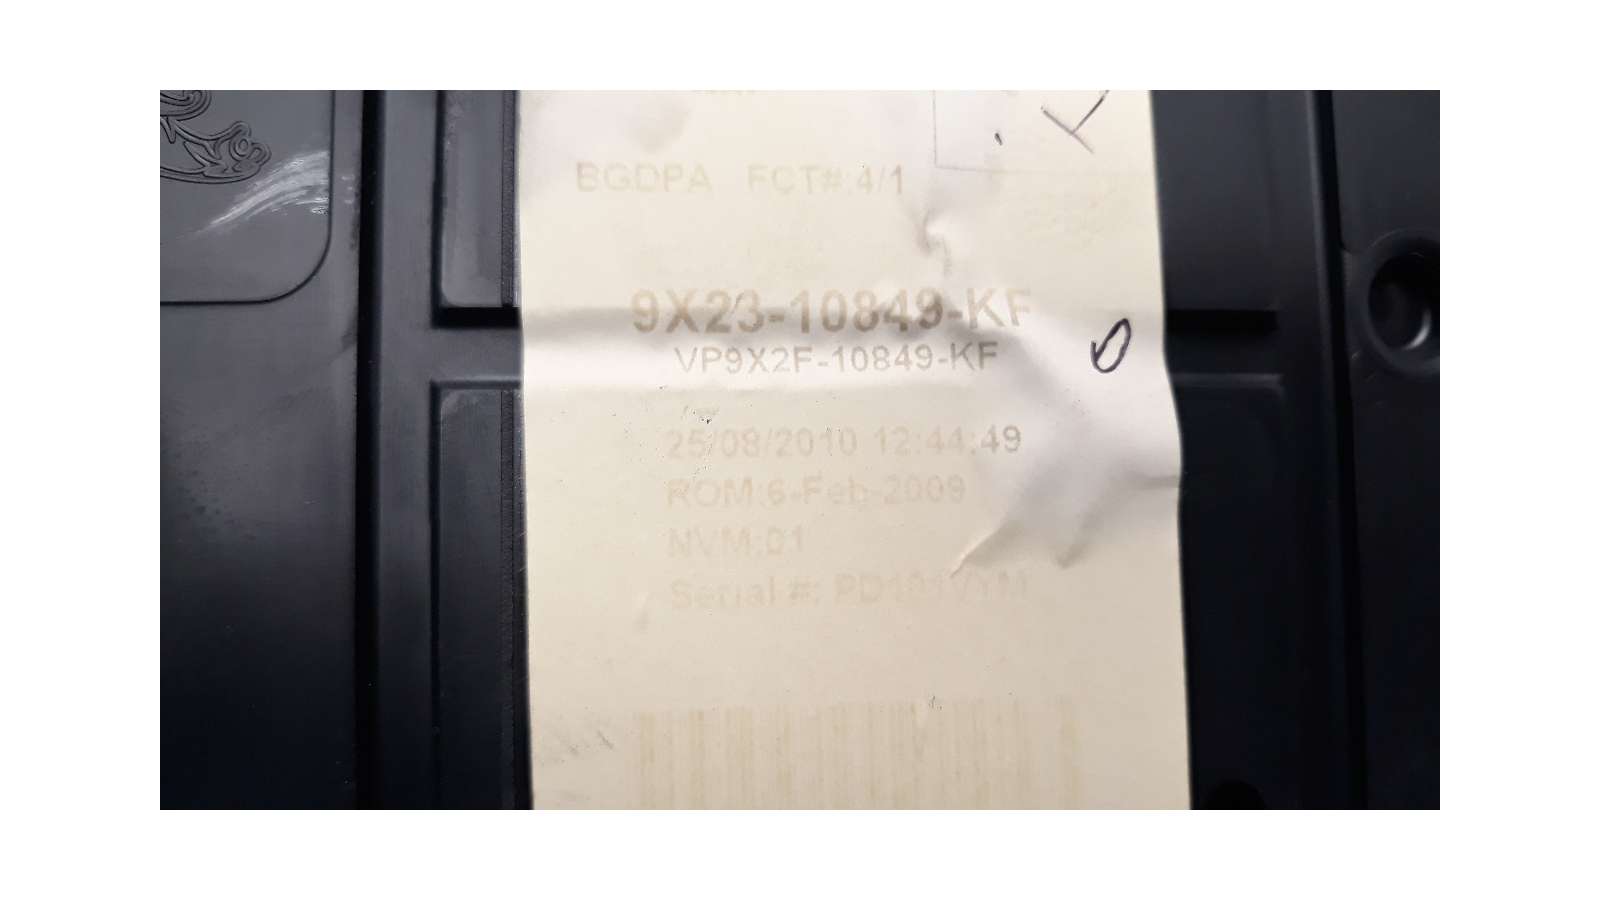 BGDPA FCT#:4/1
9X23-10849-KF
VP9X2F-10849-KF
25/08/2010 12:44:49
ROM:6-Feb-2009
NVM:D1
Serial #: